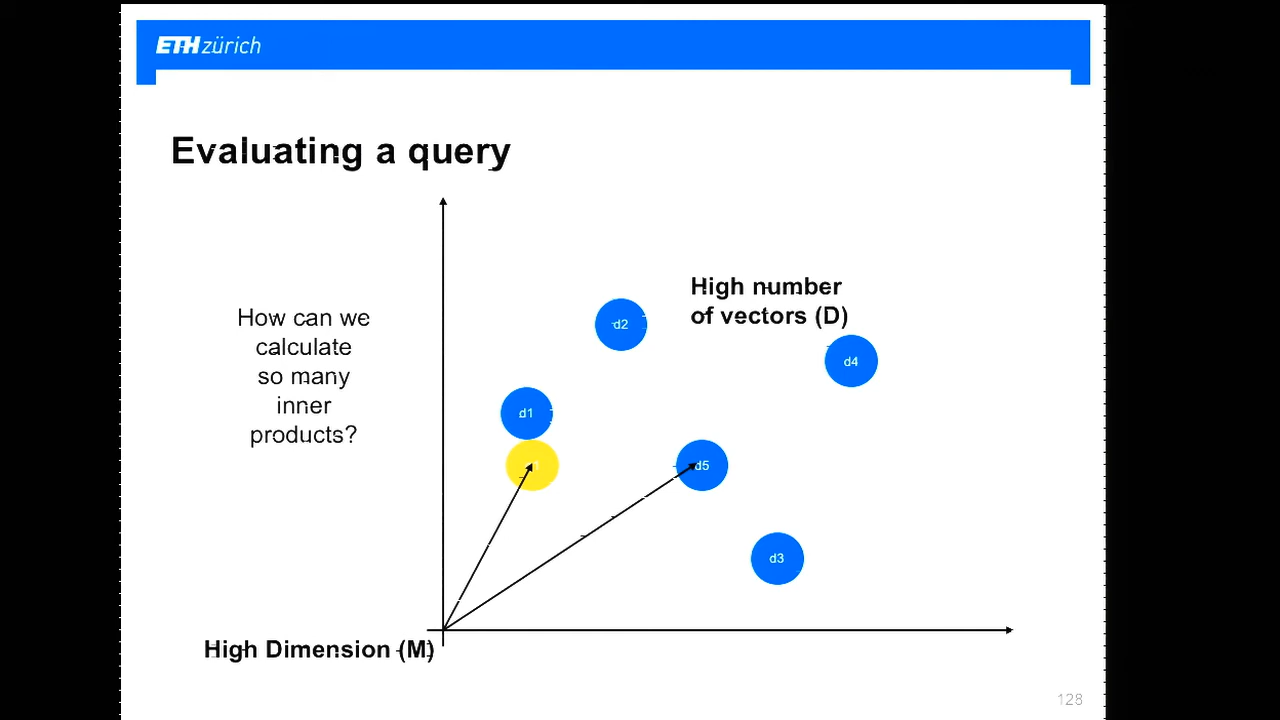 ETH zürich
Evaluating a query
High number
of vectors (D)
How can we
calculate
so many
inner
products?
d2
d4
d1
d5
d3
High Dimension (M)
128